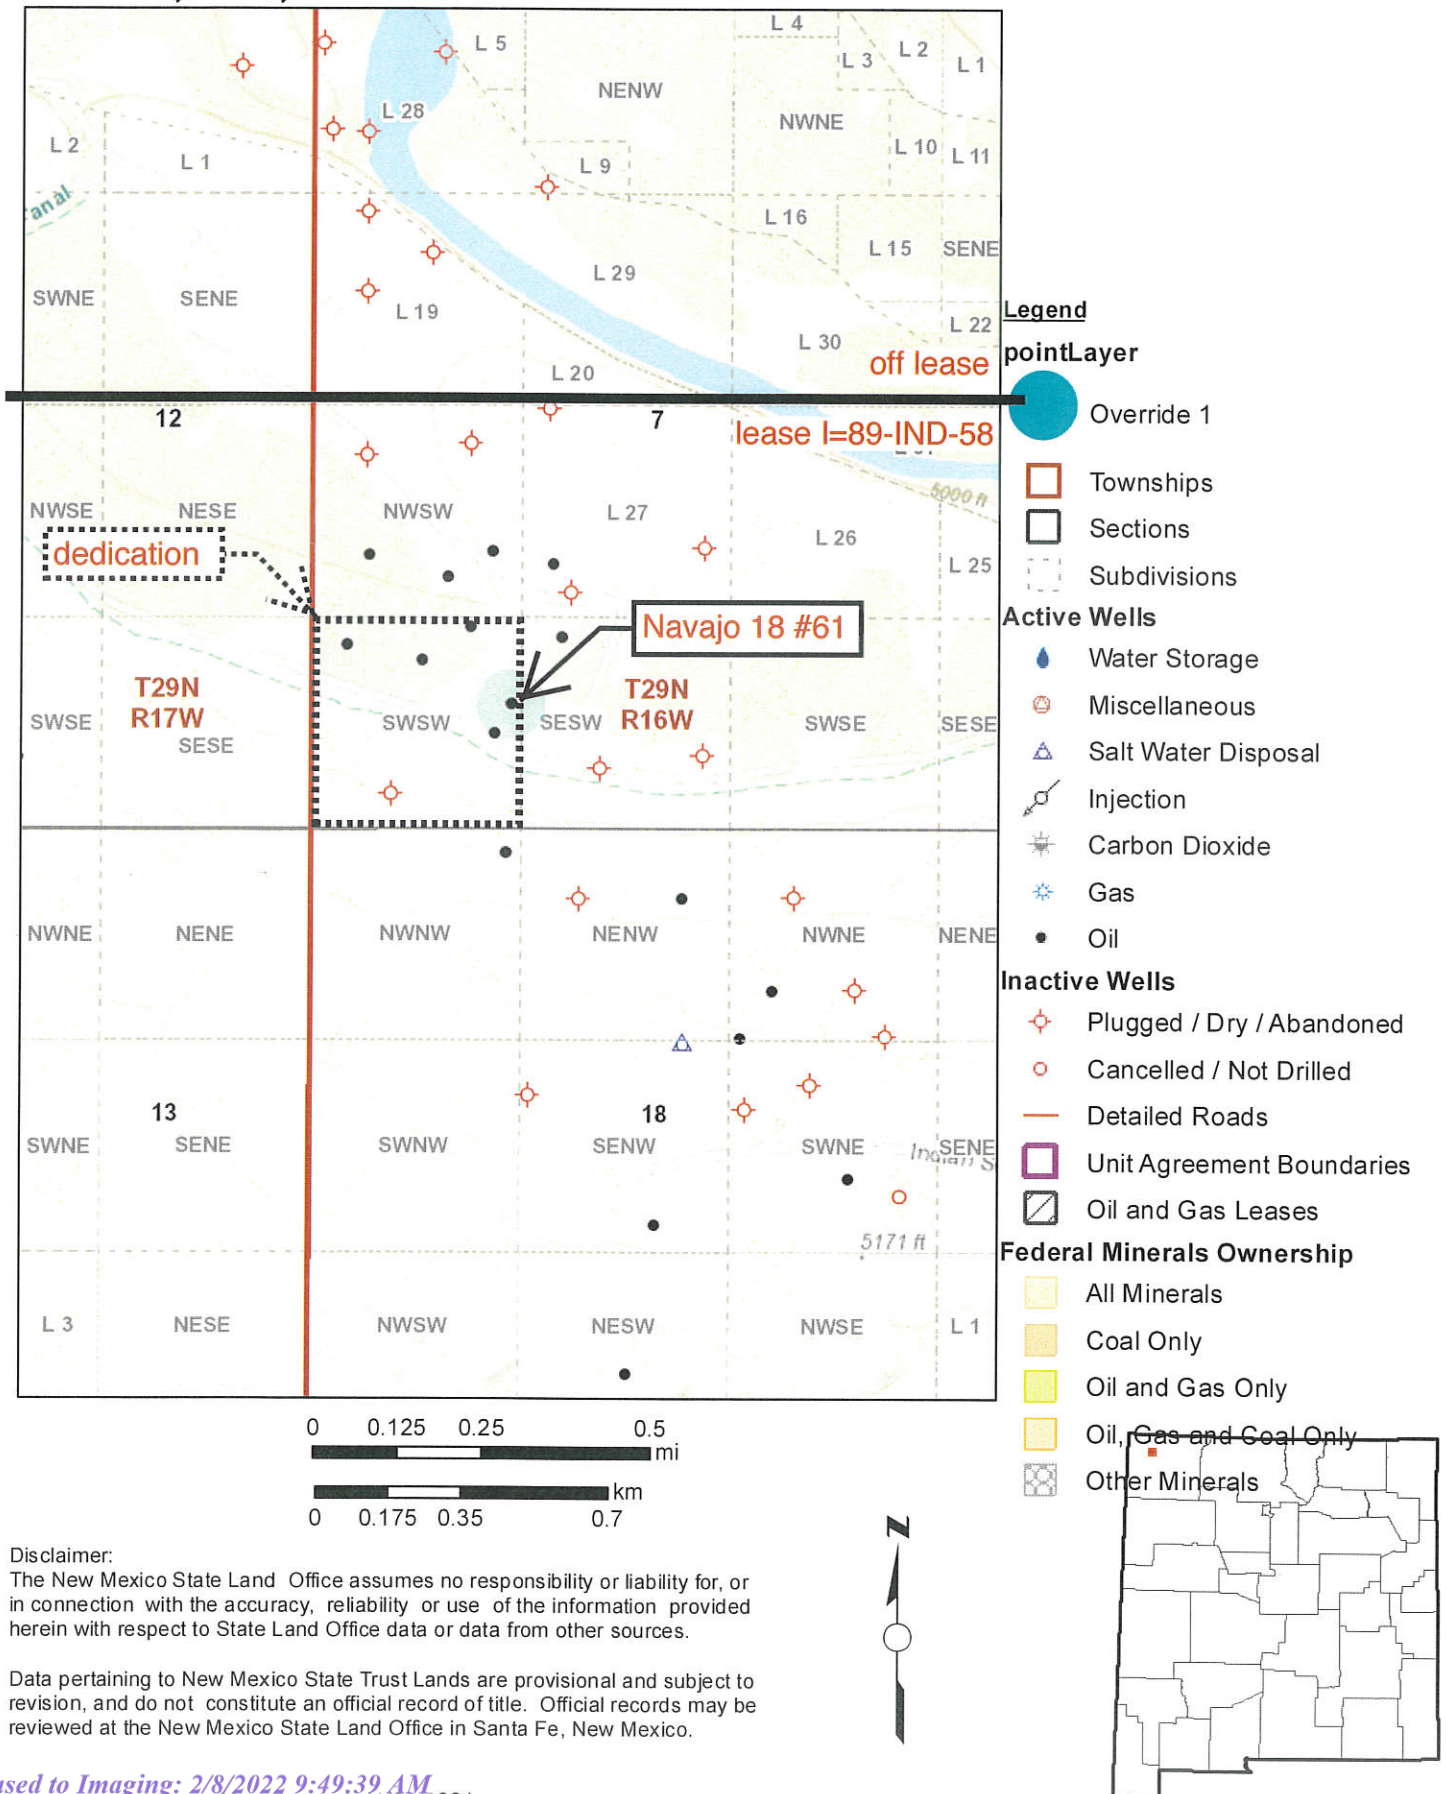 L 4
L 5
L 3
L 2
L 1
NENW
L 28
NWNE
L 2
L 1
L 9
L 10
L 11
anal
L 16
L 15
SENE
L 29
SWNE
SENE
L 19
L 22
L 30
off lease
L 20
12
7
lease I=89-IND-58
5000 ft
NWSE
NESE
NWSW
L 27
L 26
dedication
L 25
Navajo 18 #61
T29N
R17W
T29N
R16W
SWSE
SESE
SWSW
SESW
SWSE
SESE
NWNE
NENE
NWNW
NENW
NWNE
NENE
13
18
SWNE
SENE
SWNW
SENW
SWNE
SENE
5171 ft
L 3
NESE
NWSW
NESW
NWSE
L 1
Legend
pointLayer
Override 1
Townships
Sections
Subdivisions
Active Wells
Water Storage
Miscellaneous
Salt Water Disposal
Injection
Carbon Dioxide
Gas
Oil
Inactive Wells
Plugged / Dry / Abandoned
Cancelled / Not Drilled
Detailed Roads
Unit Agreement Boundaries
Oil and Gas Leases
Federal Minerals Ownership
All Minerals
Coal Only
Oil and Gas Only
Oil, Gas and Coal Only
Other Minerals
0 0.125 0.25 0.5
mi
km
0 0.175 0.35 0.7
N
Disclaimer:
The New Mexico State Land Office assumes no responsibility or liability for, or
in connection with the accuracy, reliability or use of the information provided
herein with respect to State Land Office data or data from other sources.
Data pertaining to New Mexico State Trust Lands are provisional and subject to
revision, and do not constitute an official record of title. Official records may be
reviewed at the New Mexico State Land Office in Santa Fe, New Mexico.
ased to Imaging: 2/8/2022 9:49:39 AM